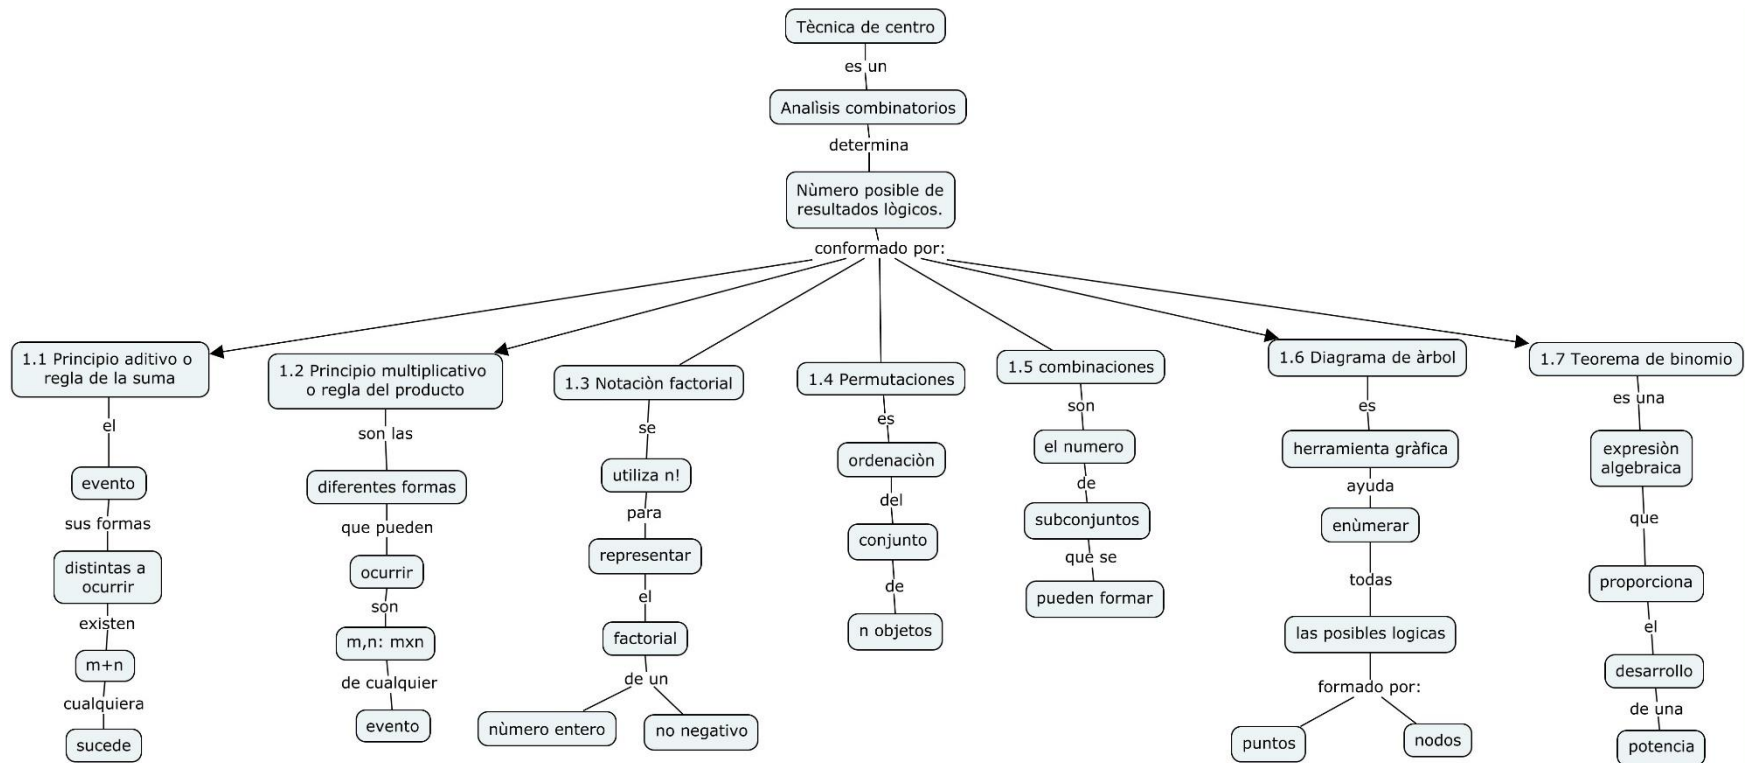 Tècnica de centro
es un
Analìsis combinatorios
determina
Nùmero posible de
resultados lògicos.
conformado por:
1.1 Principio aditivo o
regla de la suma
el
evento
sus formas
distintas a
ocurrir
existen
m+n
cualquiera
sucede
1.2 Principio multiplicativo
o regla del producto
son las
diferentes formas
que pueden
ocurrir
son
m,n: mxn
de cualquier
evento
1.3 Notaciòn factorial
se
utiliza n!
para
representar
el
factorial
de un
nùmero entero
no negativo
1.4 Permutaciones
es
ordenaciòn
del
conjunto
de
n objetos
1.5 combinaciones
son
el numero
de
subconjuntos
que se
pueden formar
1.6 Diagrama de àrbol
es
herramienta gràfica
ayuda
enùmerar
todas
las posibles logicas
formado por:
puntos
nodos
1.7 Teorema de binomio
es una
expresiòn
algebraica
que
proporciona
el
desarrollo
de una
potencia